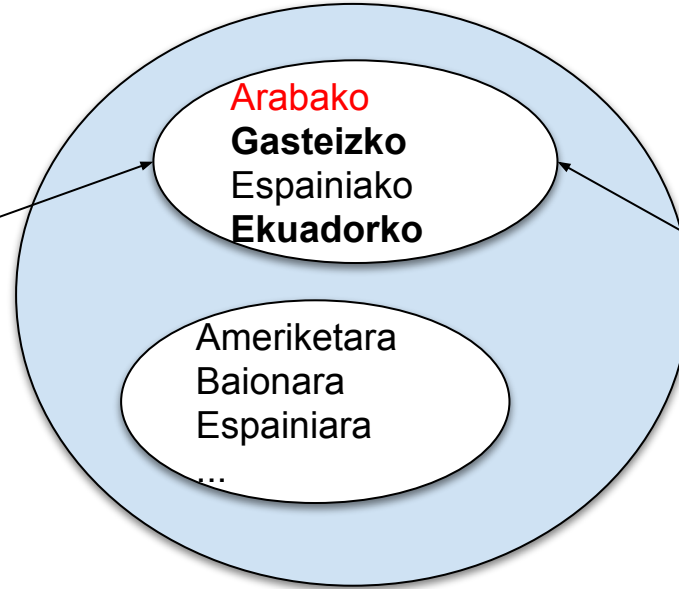 Arabako
Gasteizko
Espainiako
Ekuadorko
Ameriketara
Baionara
Espainiara
...